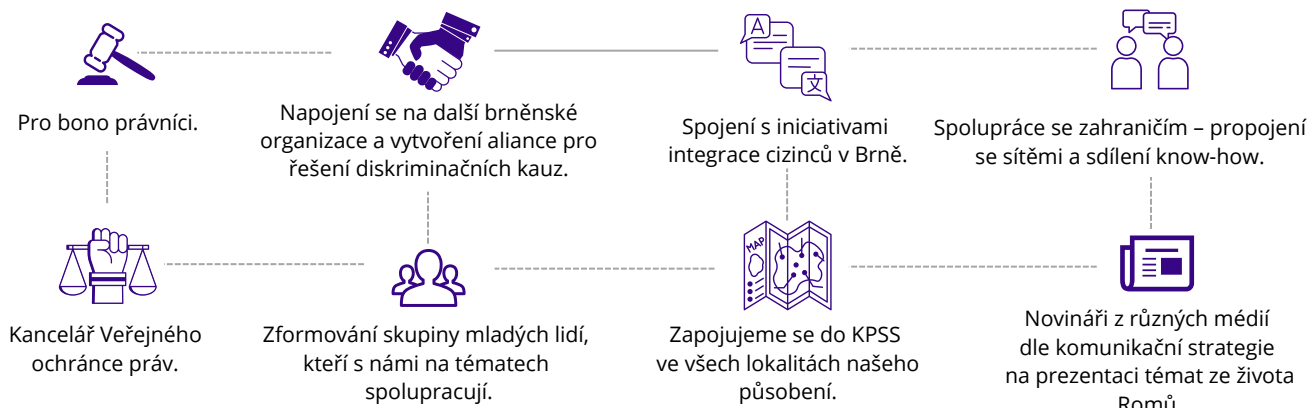 Pro bono právníci.
Napojení se na další brněnské
organizace a vytvoření aliance pro
řešení diskriminačních kauz.
A
文
Spojení s iniciativami
integrace cizinců v Brně.
Spolupráce se zahraničím – propojení
se sítěmi a sdílení know-how.
Kancelář Veřejného
ochránce práv.
Zformování skupiny mladých lidí,
kteří s námi na tématech
spolupracují.
MAP
Zapojujeme se do KPSS
ve všech lokalitách našeho
působení.
Novináři z různých médií
dle komunikační strategie
na prezentaci témat ze života
Romů